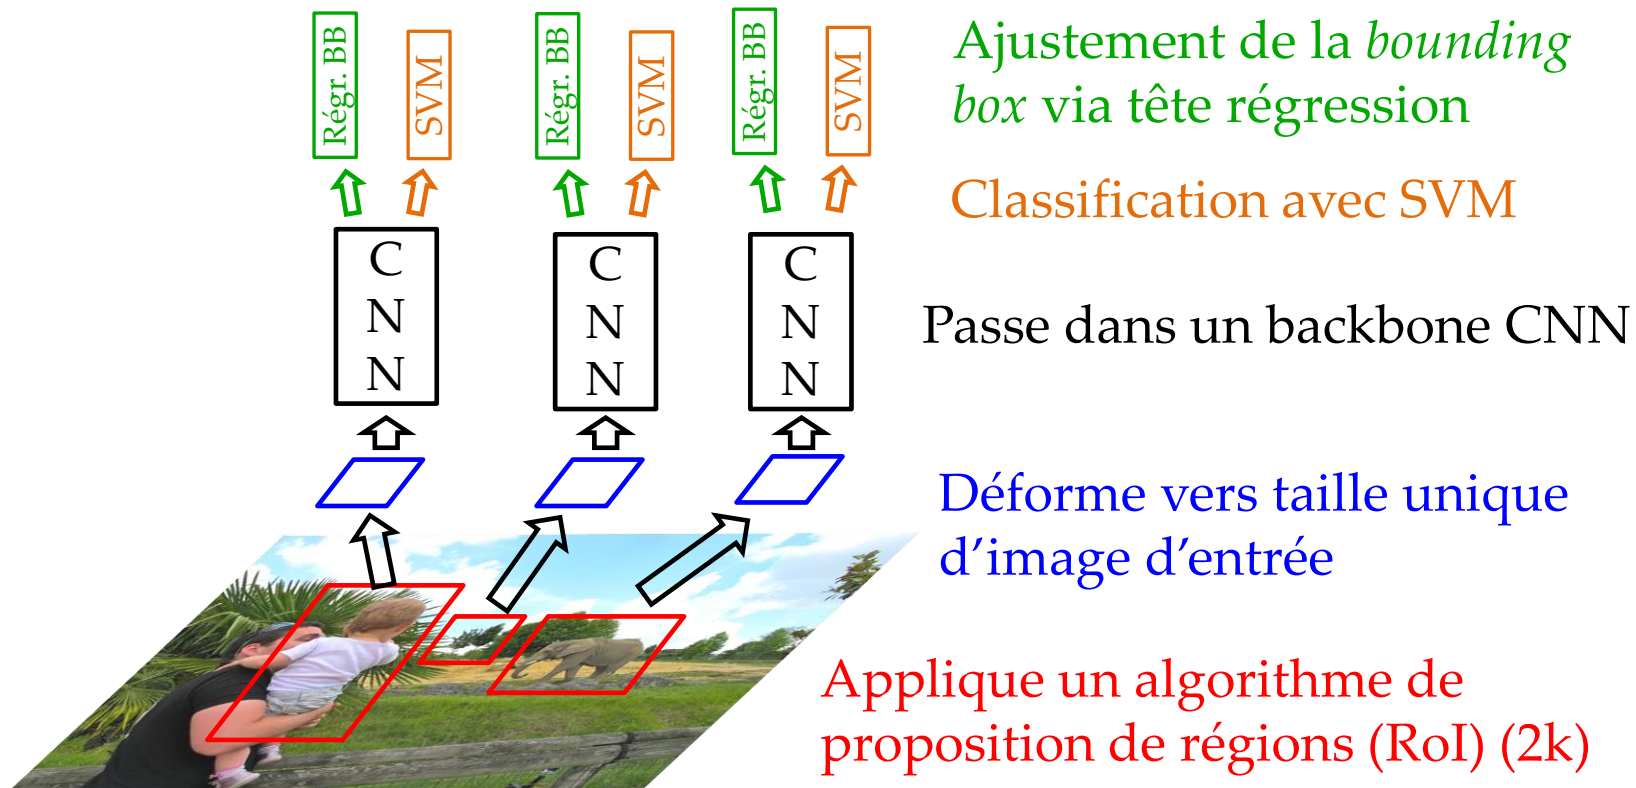 Régr. BB
SVM
Régr. BB
SVM
Régr. BB
SVM
Ajustement de la bounding
box via tête régression
Classification avec SVM
C
N
N
C
N
N
C
N
N
Passe dans un backbone CNN
Déforme vers taille unique
d’image d’entrée
Applique un algorithme de
proposition de régions (RoI) (2k)